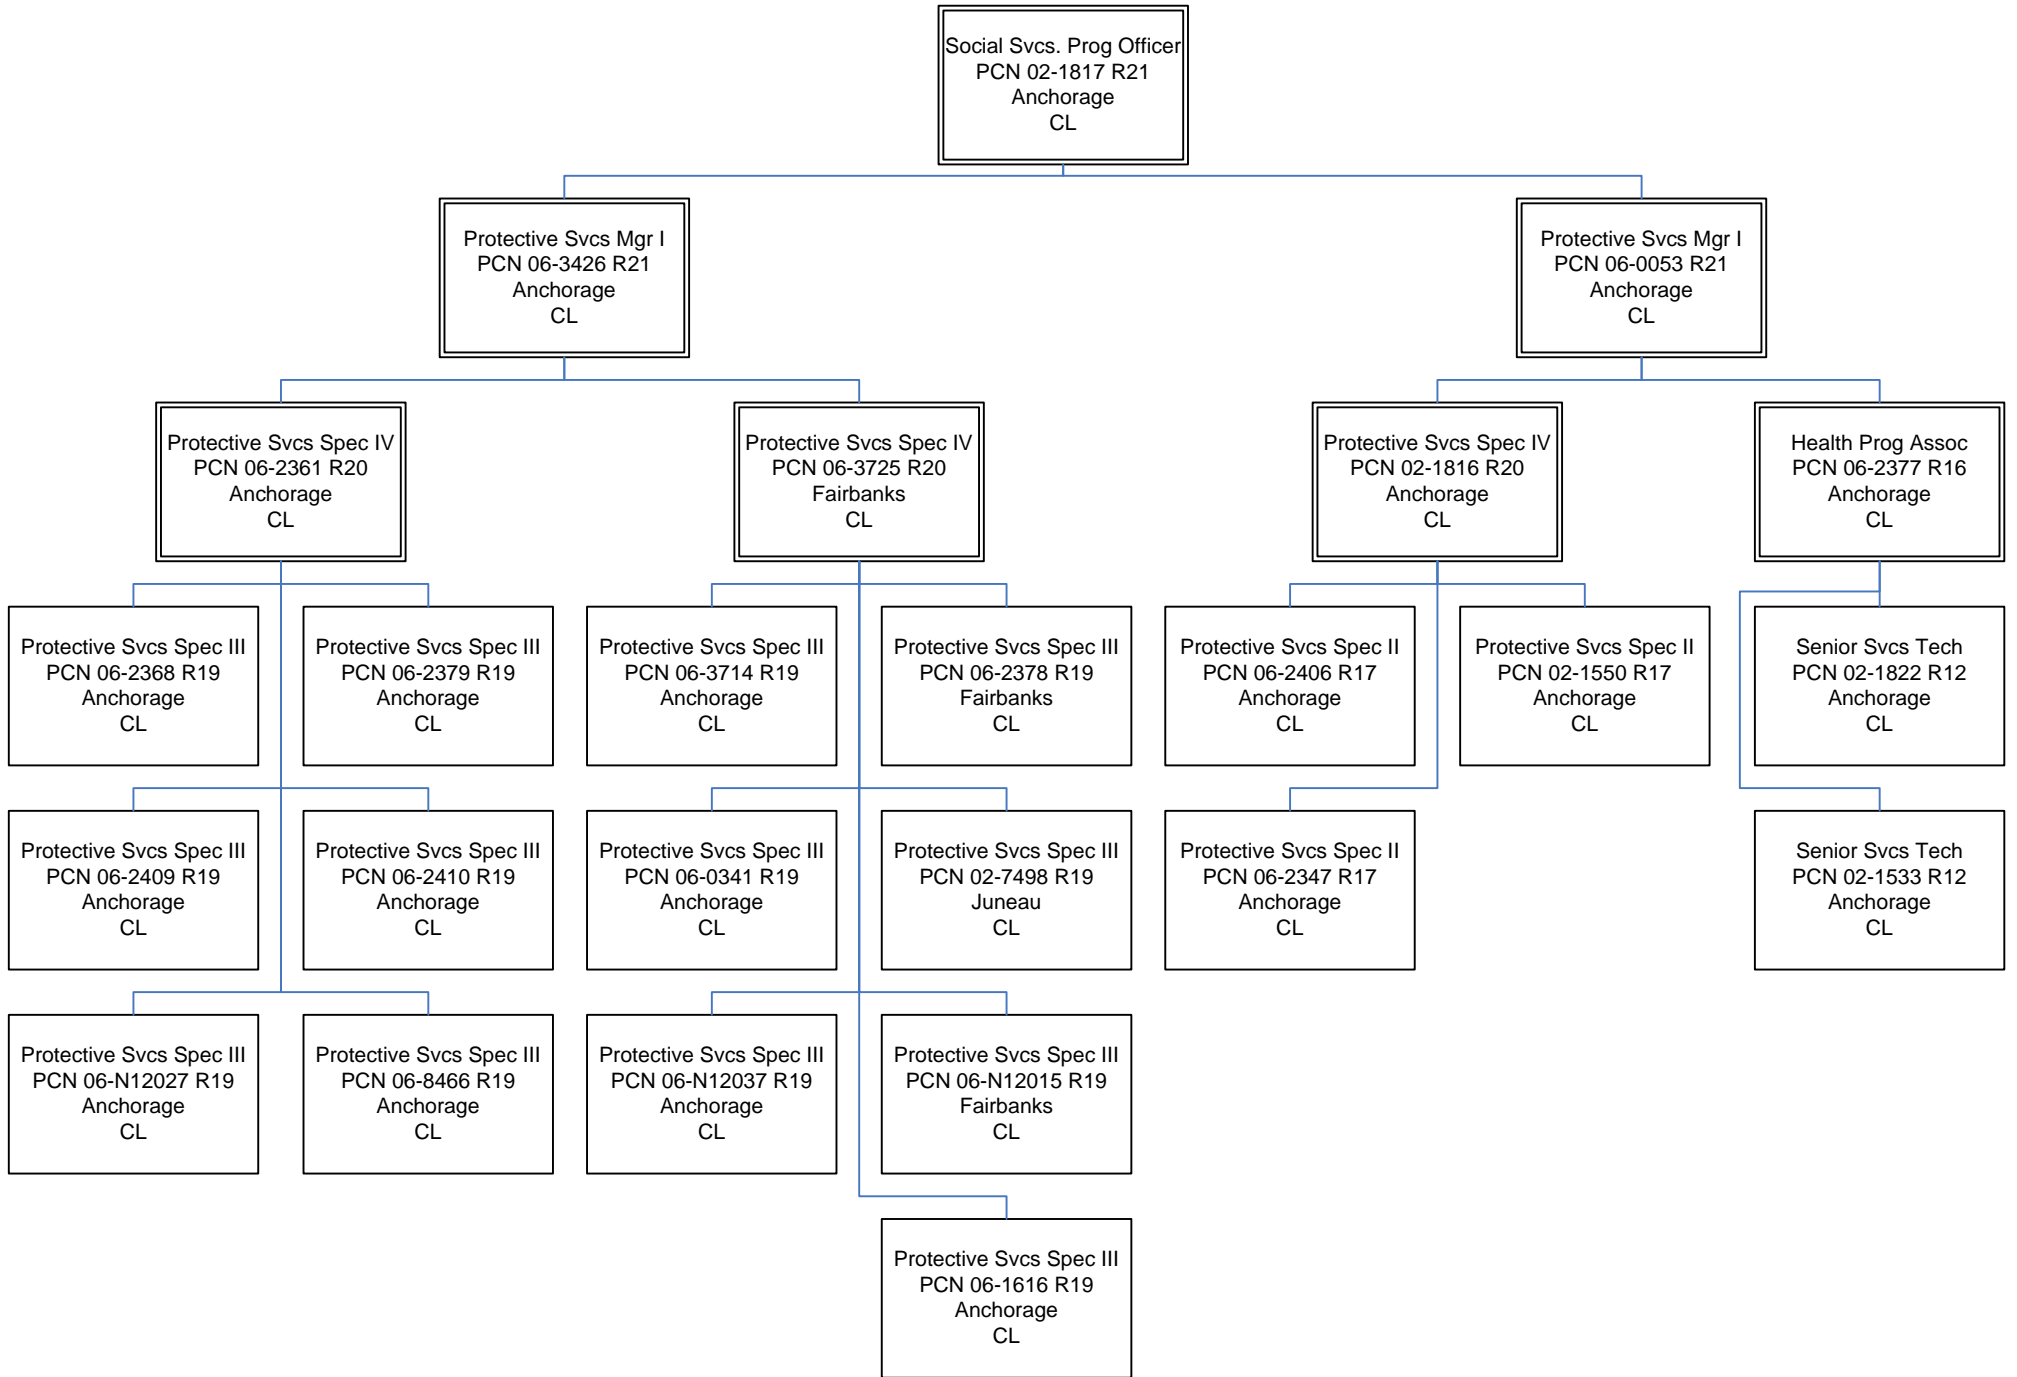 Social Svcs. Prog Officer
PCN 02-1817 R21
Anchorage
CL
Protective Svcs Mgr I
PCN 06-3426 R21
Anchorage
CL
Protective Svcs Mgr I
PCN 06-0053 R21
Anchorage
CL
Protective Svcs Spec IV
PCN 06-2361 R20
Anchorage
CL
Protective Svcs Spec IV
PCN 06-3725 R20
Fairbanks
CL
Protective Svcs Spec IV
PCN 02-1816 R20
Anchorage
CL
Health Prog Assoc
PCN 06-2377 R16
Anchorage
CL
Protective Svcs Spec III
PCN 06-2368 R19
Anchorage
CL
Protective Svcs Spec III
PCN 06-2379 R19
Anchorage
CL
Protective Svcs Spec III
PCN 06-3714 R19
Anchorage
CL
Protective Svcs Spec III
PCN 06-2378 R19
Fairbanks
CL
Protective Svcs Spec II
PCN 06-2406 R17
Anchorage
CL
Protective Svcs Spec II
PCN 02-1550 R17
Anchorage
CL
Senior Svcs Tech
PCN 02-1822 R12
Anchorage
CL
Protective Svcs Spec III
PCN 06-2409 R19
Anchorage
CL
Protective Svcs Spec III
PCN 06-2410 R19
Anchorage
CL
Protective Svcs Spec III
PCN 06-0341 R19
Anchorage
CL
Protective Svcs Spec III
PCN 02-7498 R19
Juneau
CL
Protective Svcs Spec II
PCN 06-2347 R17
Anchorage
CL
Senior Svcs Tech
PCN 02-1533 R12
Anchorage
CL
Protective Svcs Spec III
PCN 06-N12027 R19
Anchorage
CL
Protective Svcs Spec III
PCN 06-8466 R19
Anchorage
CL
Protective Svcs Spec III
PCN 06-N12037 R19
Anchorage
CL
Protective Svcs Spec III
PCN 06-N12015 R19
Fairbanks
CL
Protective Svcs Spec III
PCN 06-1616 R19
Anchorage
CL